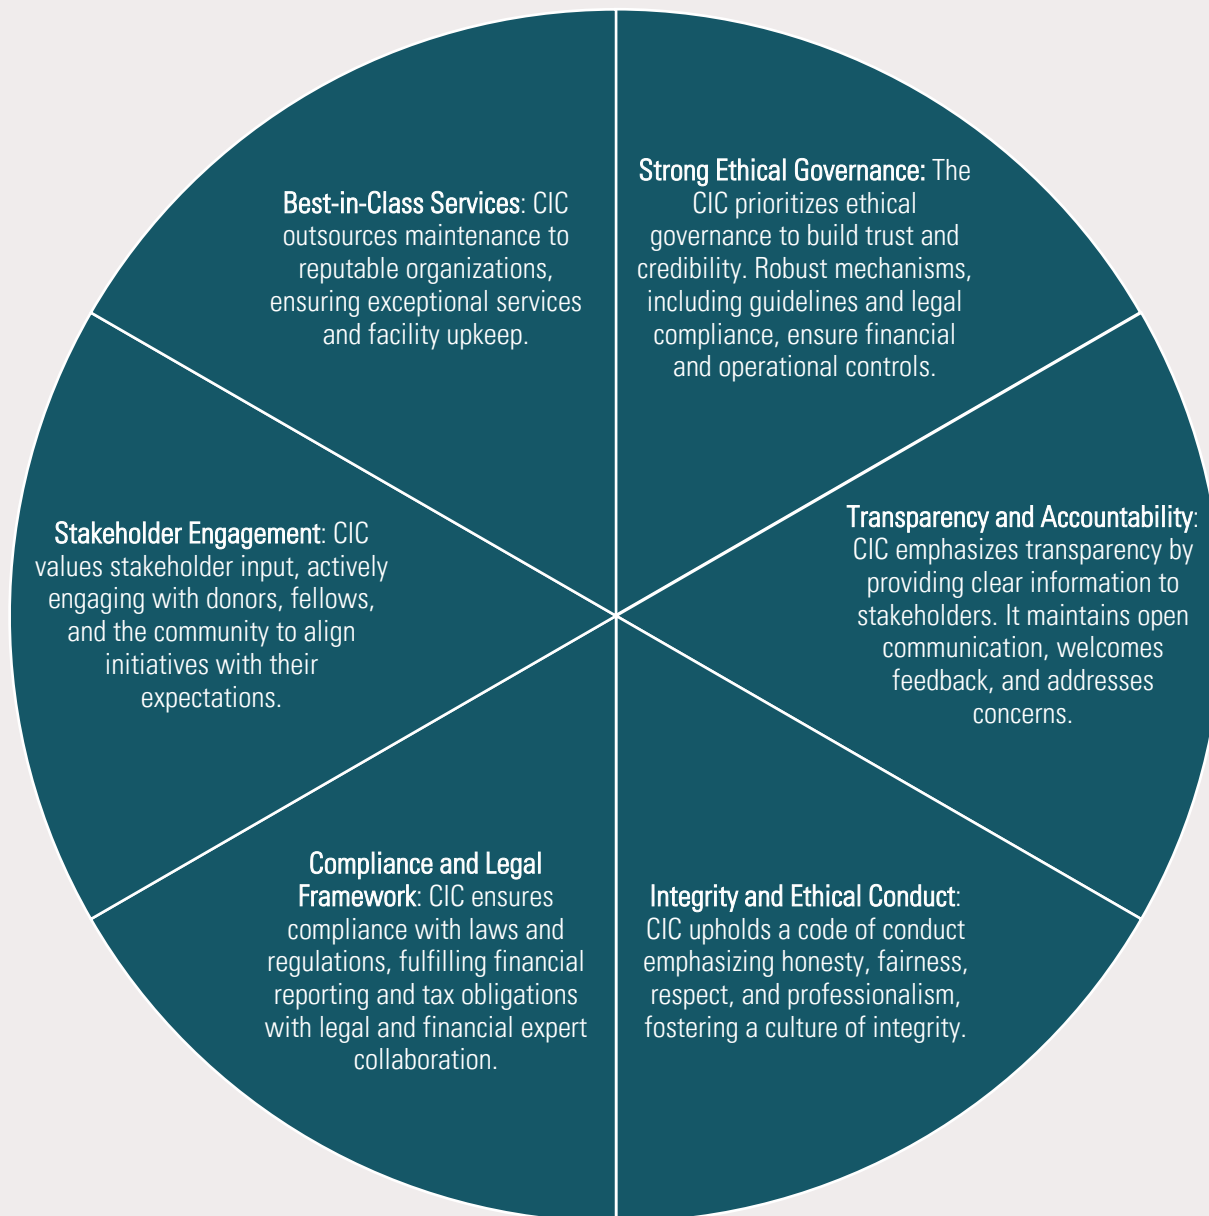 Strong Ethical Governance: The
CIC prioritizes ethical
governance to build trust and
credibility. Robust mechanisms,
including guidelines and legal
compliance, ensure financial
and operational controls.
Transparency and Accountability:
CIC emphasizes transparency by
providing clear information to
stakeholders. It maintains open
communication, welcomes
feedback, and addresses
concerns.
Integrity and Ethical Conduct:
CIC upholds a code of conduct
emphasizing honesty, fairness,
respect, and professionalism,
fostering a culture of integrity.
Compliance and Legal
Framework: CIC ensures
compliance with laws and
regulations, fulfilling financial
reporting and tax obligations
with legal and financial expert
collaboration.
Stakeholder Engagement: CIC
values stakeholder input, actively
engaging with donors, fellows,
and the community to align
initiatives with their
expectations.
Best-in-Class Services: CIC
outsources maintenance to
reputable organizations,
ensuring exceptional services
and facility upkeep.